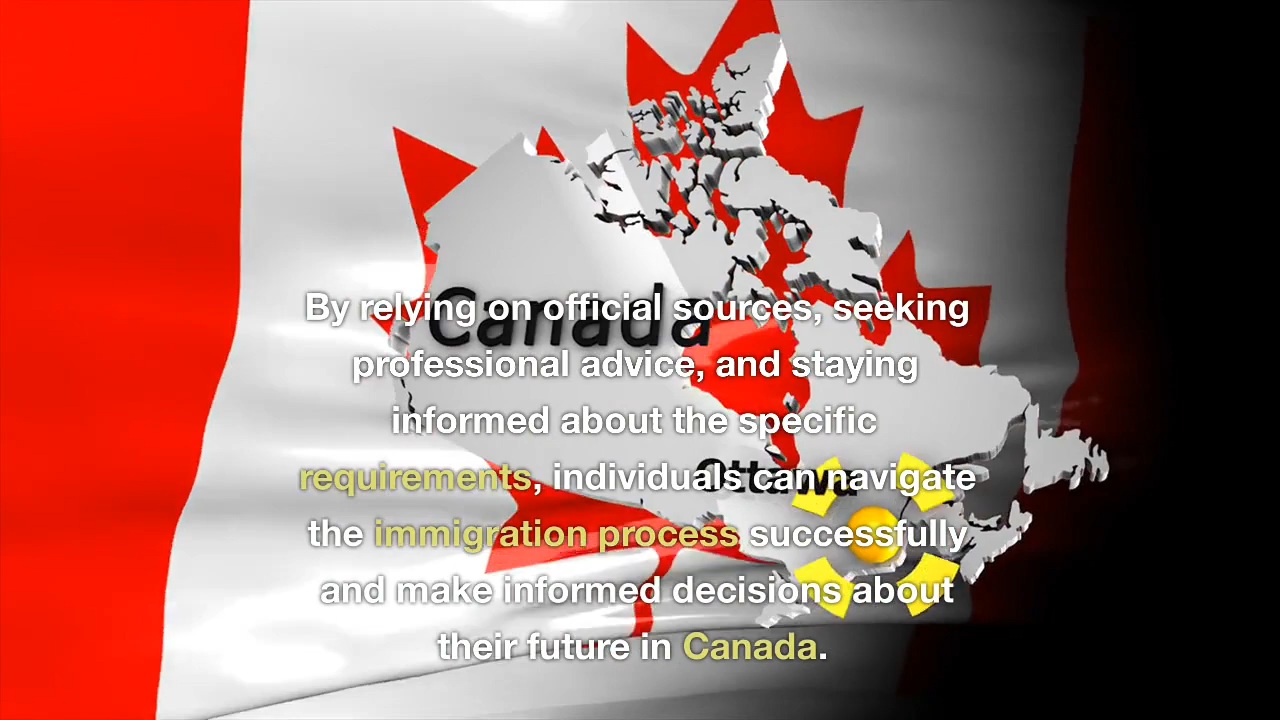 Canada
By relying on official sources, seeking
professional advice, and staying
informed about the specific
requirements, individuals can navigate
the immigration process successfully
and make informed decisions about
their future in Canada.
Ottawa